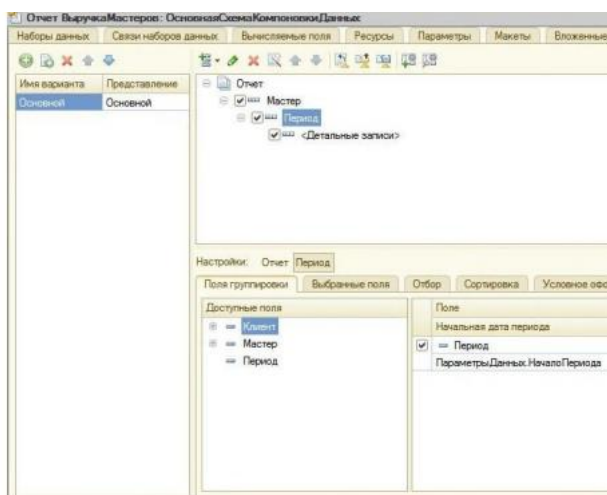 Отчет ВыручкаМастеров: ОсновнаяСхемаКомпоновкиДанных
Наборы данных Связи наборов данных Вычисляемые поля Ресурсы Параметры Макеты Вложенные
Имя варианта Представление
Основной Основной
Отчет
Мастер
Период
<Детальные записи>
Настройки: Отчет Период
Поля группировки Выбранные поля Отбор Сортировка Условное офо
Доступные поля
Клиент
Мастер
Период
Поле
Начальная дата периода
Период
ПараметрыДанных.НачалоПериода